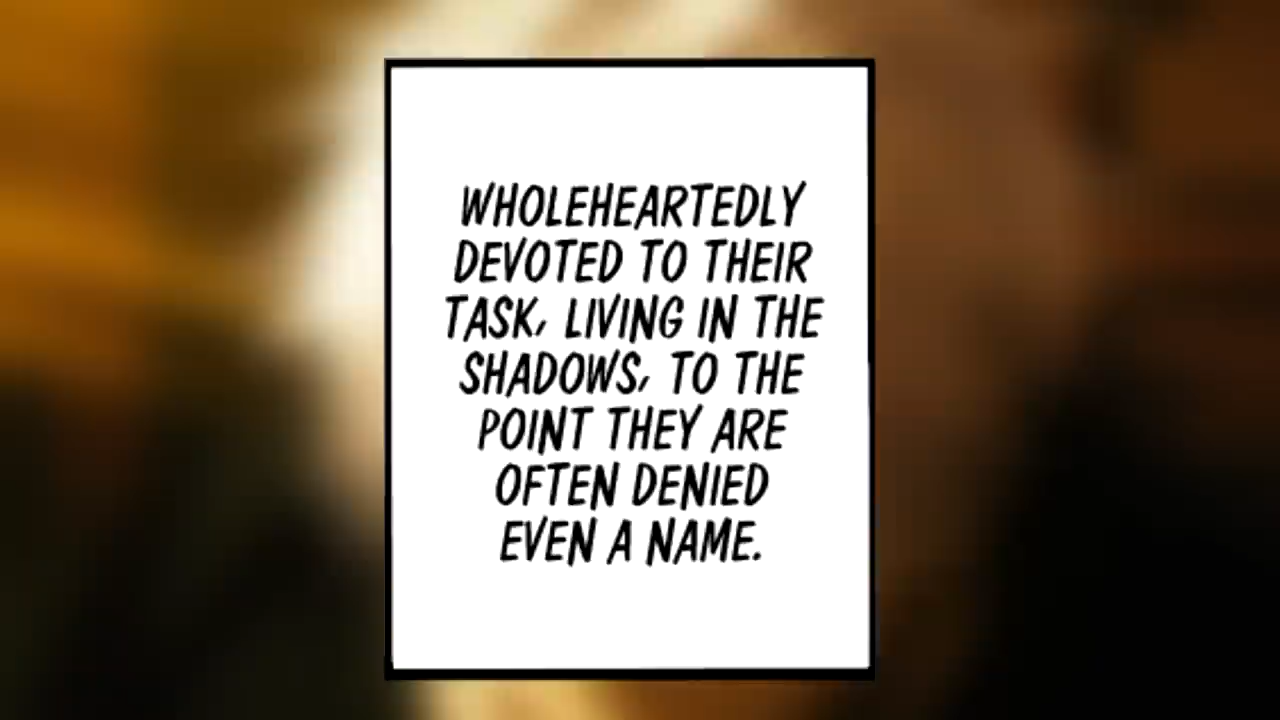 WHOLEHEARTEDLY
DEVOTED TO THEIR
TASK, LIVING IN THE
SHADOWS, TO THE
POINT THEY ARE
OFTEN DENIED
EVEN A NAME.